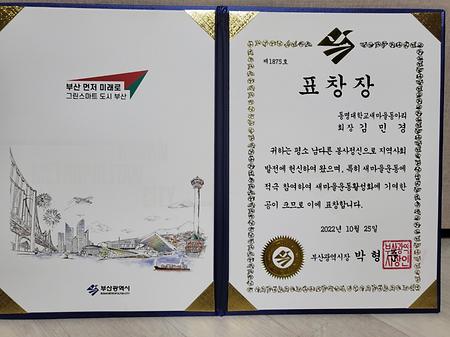 부산 먼저 미래로
그린스마트 도시 부산
부산광역시
제1875호
표창장
동명대학교새마을동아리
회장 김민경
귀하는 평소 남다른 봉사정신으로 지역사회
발전에 헌신하여 왔으며, 특히 새마을운동에
적극 참여하여 새마을운동활성화에 기여한
공이 크므로 이에 표창합니다.
2022년 10월 25일
부산광역시장 박형